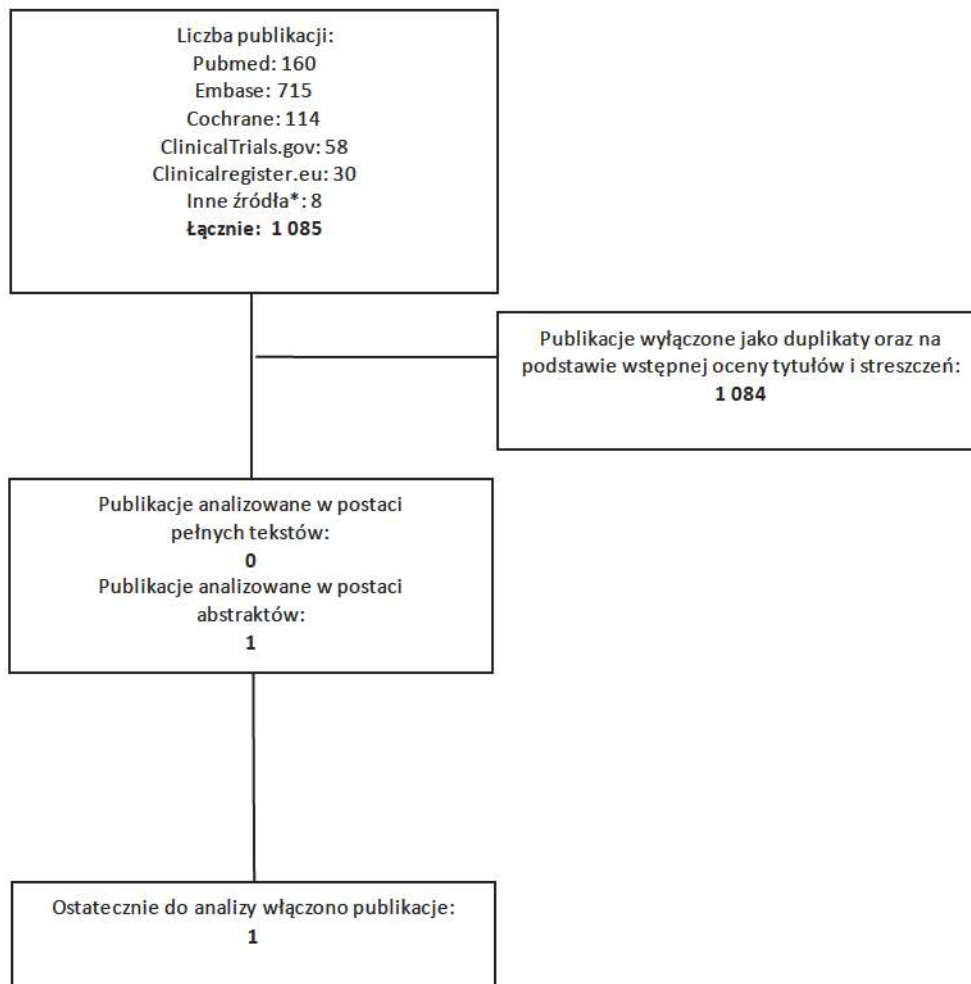 Liczba publikacji:
Pubmed: 160
Embase: 715
Cochrane: 114
ClinicalTrials.gov: 58
Clinicalregister.eu: 30
Inne źródła*: 8
Łącznie: 1 085
Publikacje wyłączone jako duplikaty oraz na
podstawie wstępnej oceny tytułów i streszczeń:
1 084
Publikacje analizowane w postaci
pełnych tekstów:
0
Publikacje analizowane w postaci
abstraktów:
1
Ostatecznie do analizy włączono publikacje:
1